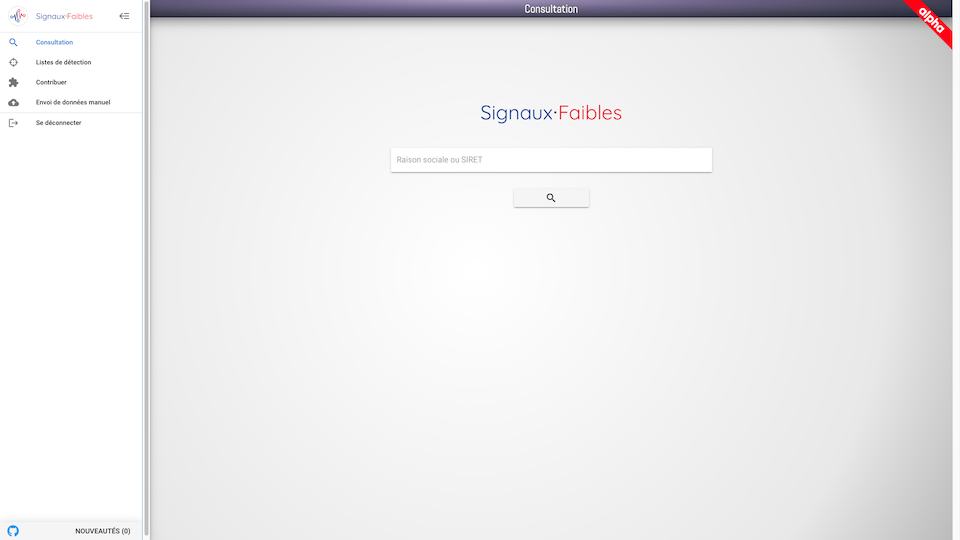 Signaux·Faibles
Consultation
Listes de détection
Contribuer
Envoi de données manuel
Se déconnecter
NOUVEAUTÉS (0)
Consultation
alpha
Signaux·Faibles
Raison sociale ou SIRET